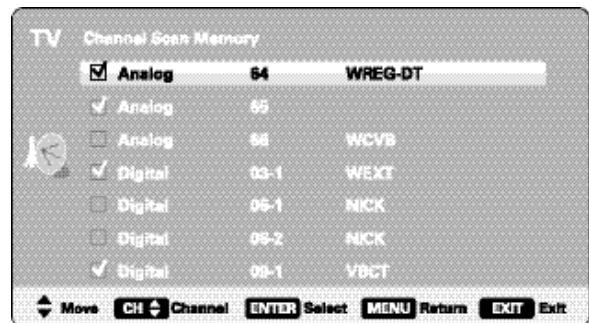 TV Channel Scan Memory
Analog 64 WREG-DT
Analog 65
Analog 66 WCVB
Digital 03-1 WEXT
Digital 06-1 NICK
Digital 06-2 NICK
Digital 09-1 VBCT
Move CH Channel ENTER Select MENU Return EXIT Exit